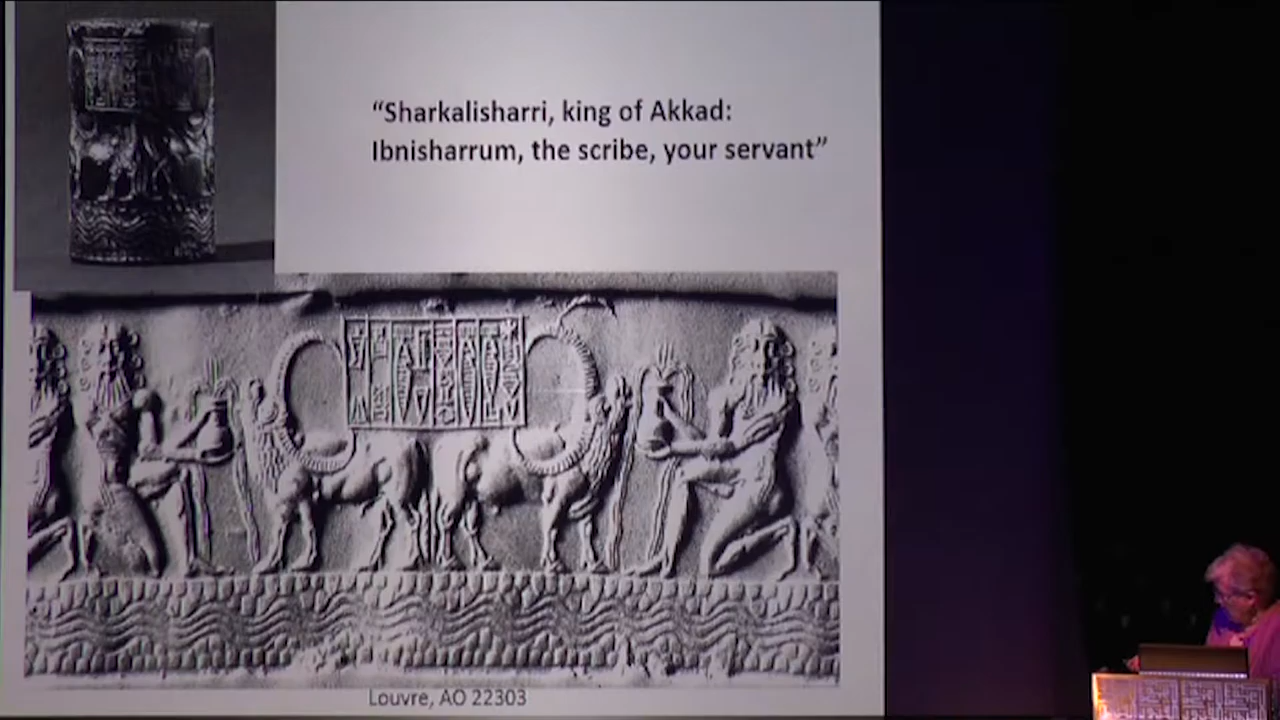 “Sharkalisharri, king of Akkad:
Ibnisharrum, the scribe, your servant”
Louvre, AO 22303